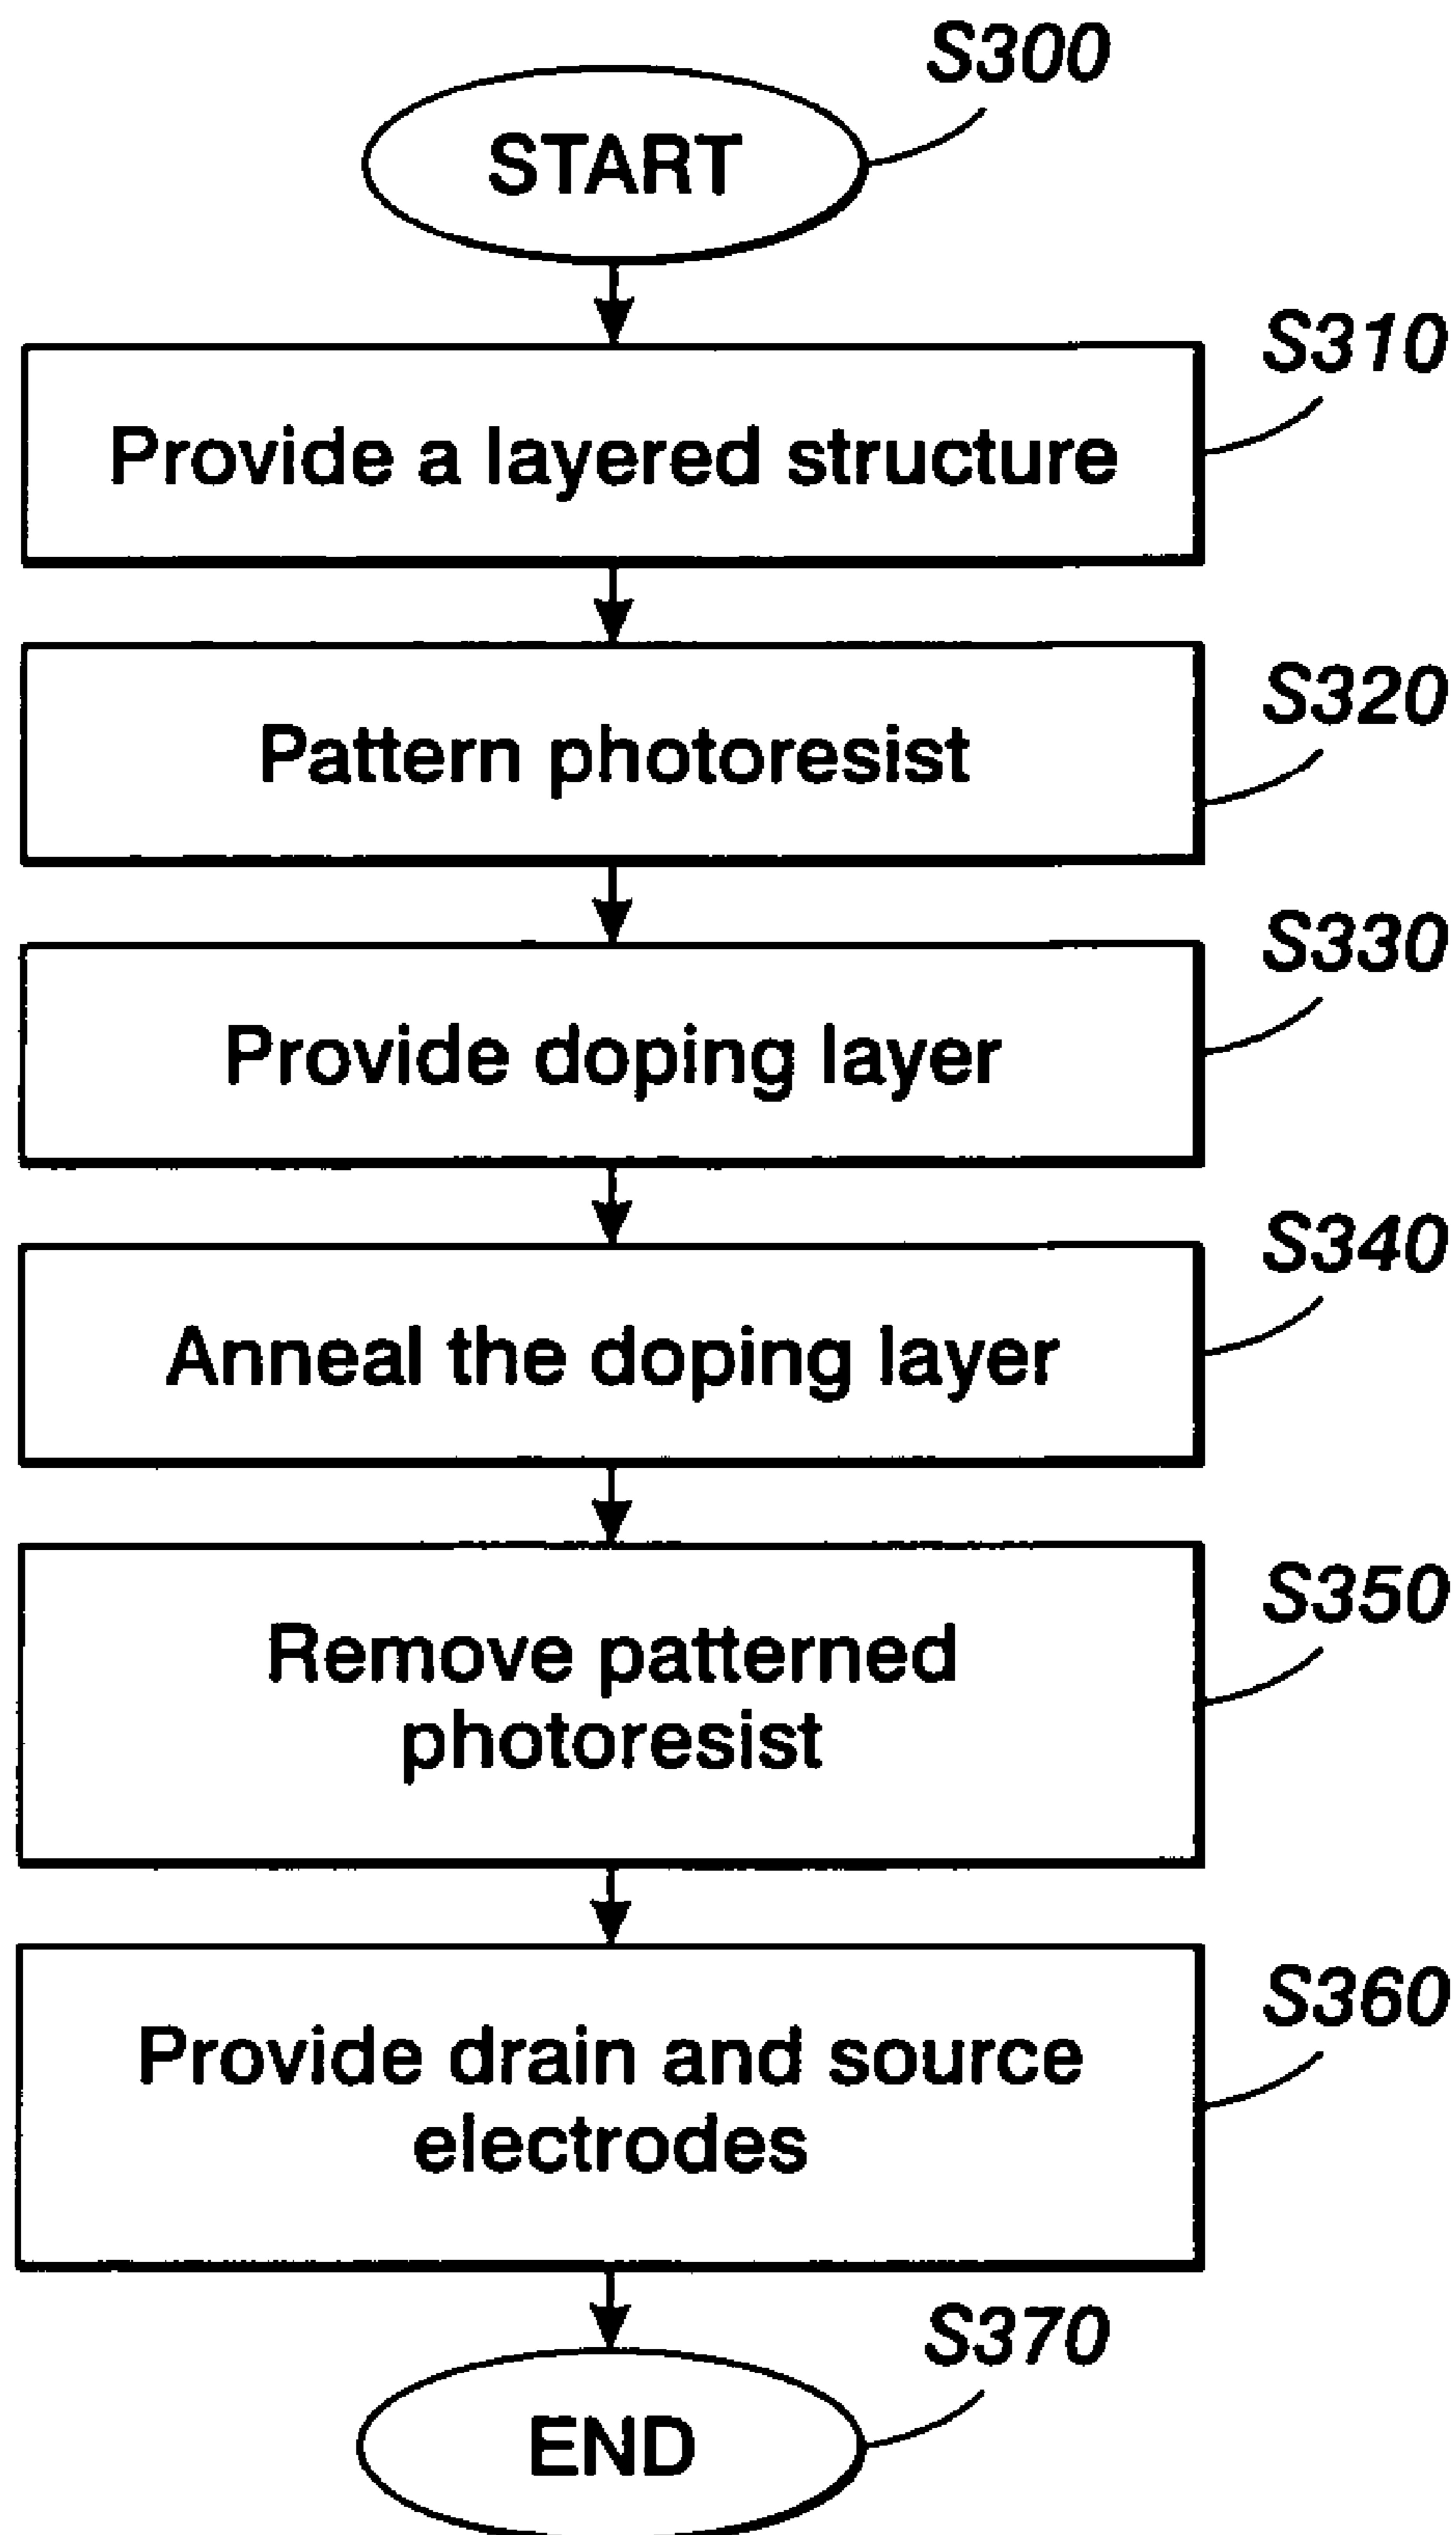 S300
START
S310
Provide a layered structure
S320
Pattern photoresist
S330
Provide doping layer
S340
Anneal the doping layer
S350
Remove patterned
photoresist
S360
Provide drain and source
electrodes
S370
END